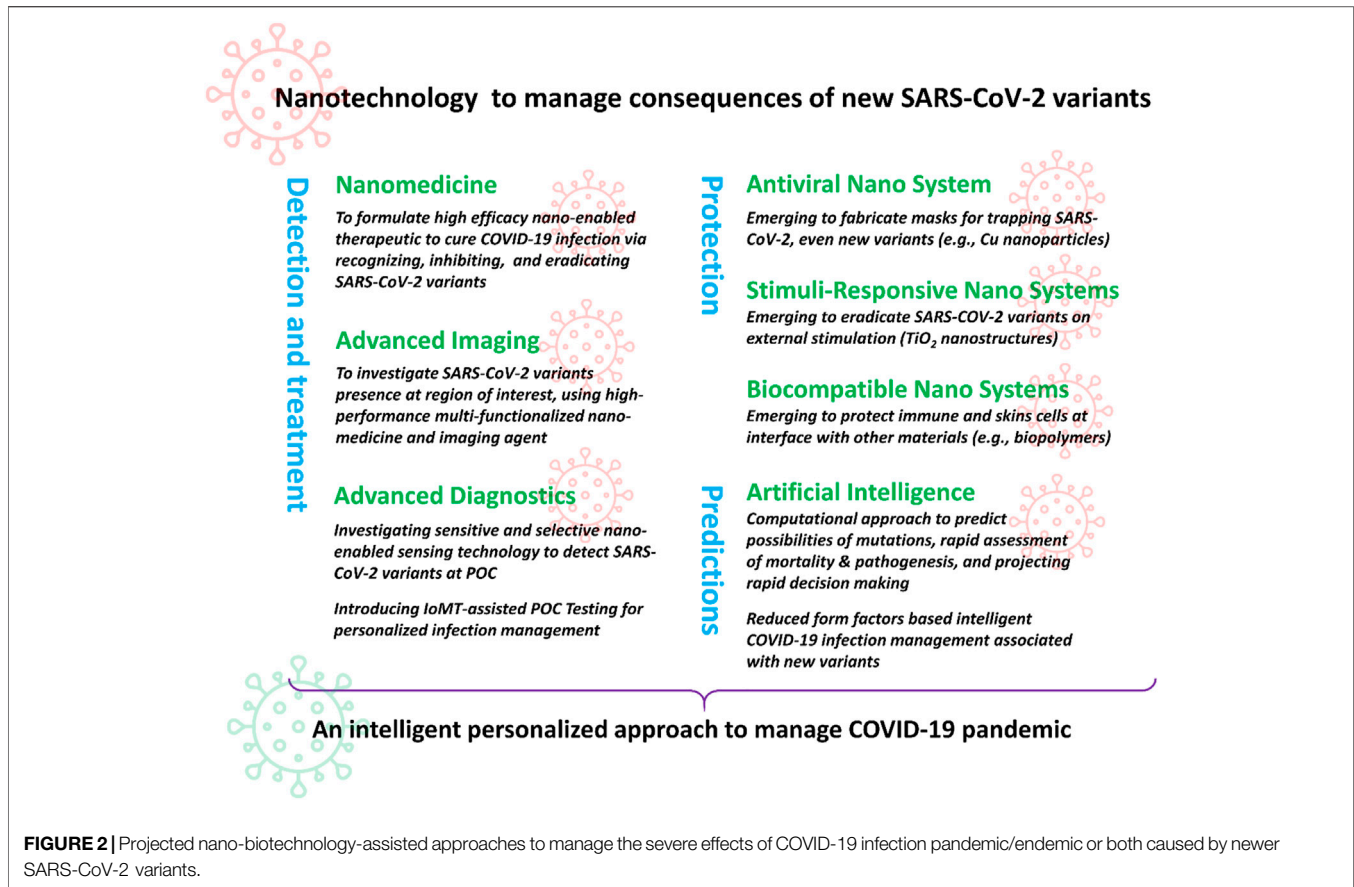 Nanotechnology to manage consequences of new SARS-CoV-2 variants
Detection and treatment
Nanomedicine
To formulate high efficacy nano-enabled
therapeutic to cure COVID-19 infection via
recognizing, inhibiting, and eradicating
SARS-CoV-2 variants
Advanced Imaging
To investigate SARS-CoV-2 variants
presence at region of interest, using high-
performance multi-functionalized nano-
medicine and imaging agent
Advanced Diagnostics
Investigating sensitive and selective nano-
enabled sensing technology to detect SARS-
CoV-2 variants at POC
Introducing IoMT-assisted POC Testing for
personalized infection management
Protection
Antiviral Nano System
Emerging to fabricate masks for trapping SARS-
CoV-2, even new variants (e.g., Cu nanoparticles)
Stimuli-Responsive Nano Systems
Emerging to eradicate SARS-COV-2 variants on
external stimulation (TiO₂ nanostructures)
Biocompatible Nano Systems
Emerging to protect immune and skins cells at
interface with other materials (e.g., biopolymers)
Predictions
Artificial Intelligence
Computational approach to predict
possibilities of mutations, rapid assessment
of mortality & pathogenesis, and projecting
rapid decision making
Reduced form factors based intelligent
COVID-19 infection management associated
with new variants
An intelligent personalized approach to manage COVID-19 pandemic
FIGURE 2 | Projected nano-biotechnology-assisted approaches to manage the severe effects of COVID-19 infection pandemic/endemic or both caused by newer
SARS-CoV-2 variants.